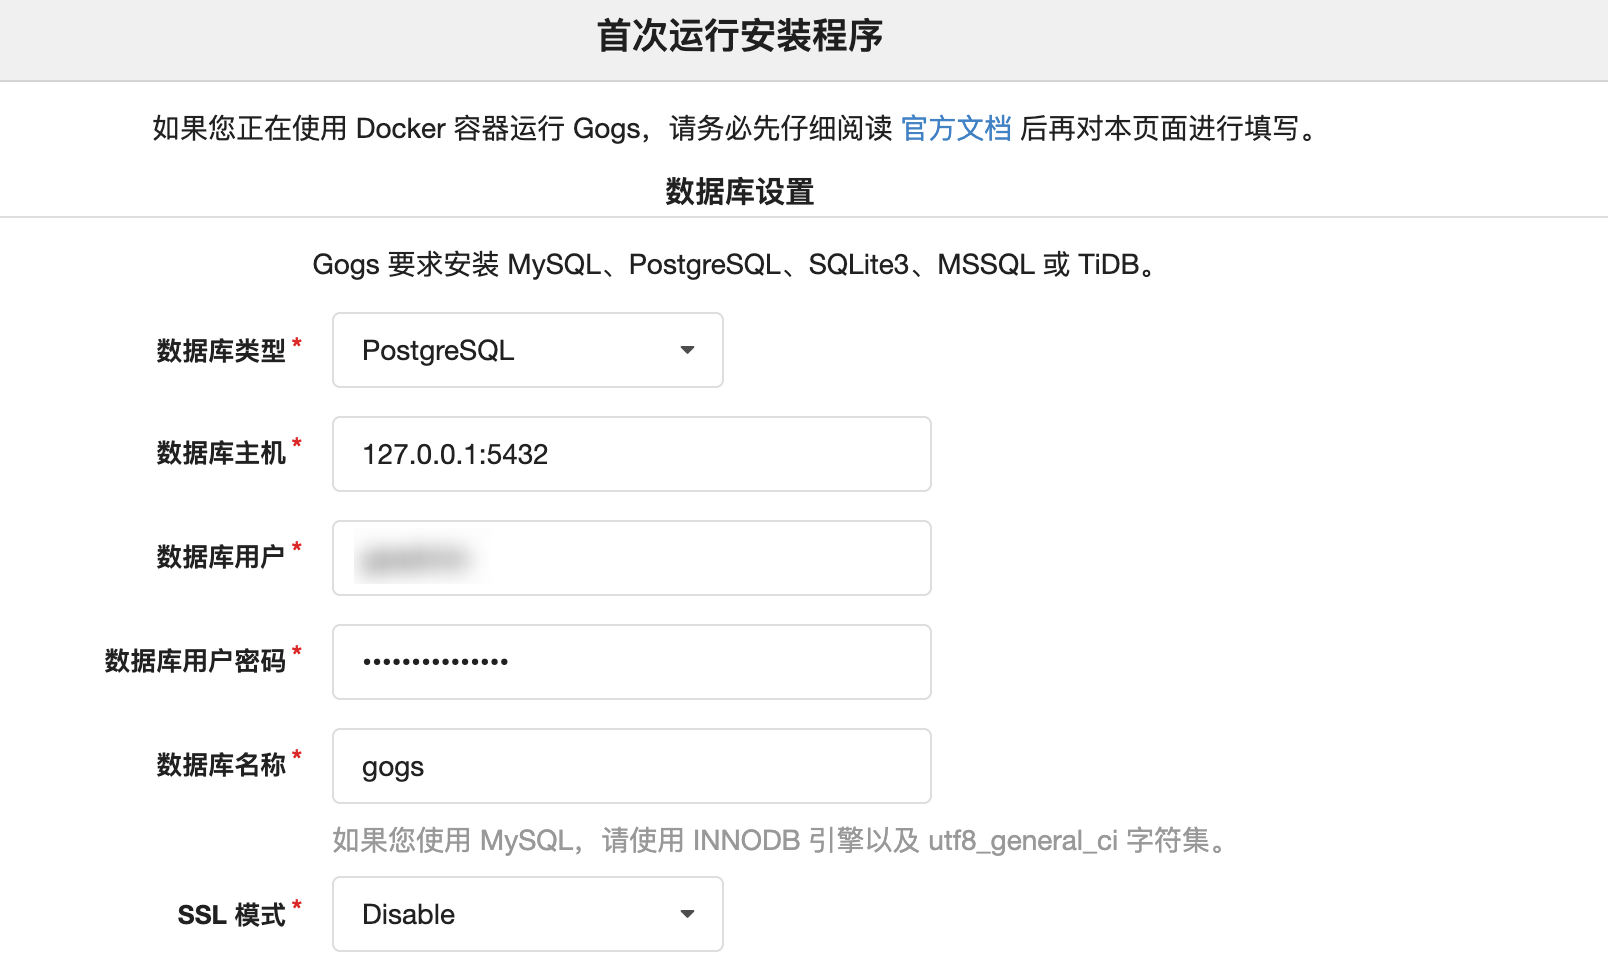 首次运行安装程序
如果您正在使用 Docker 容器运行 Gogs，请务必先仔细阅读 官方文档 后再对本页面进行填写。
数据库设置
Gogs 要求安装 MySQL、PostgreSQL、SQLite3、MSSQL 或 TiDB。
数据库类型* PostgreSQL
数据库主机* 127.0.0.1:5432
数据库用户*
数据库用户密码* •••••••••••••••
数据库名称* gogs
如果您使用 MySQL，请使用 INNODB 引擎以及 utf8_general_ci 字符集。
SSL 模式* Disable